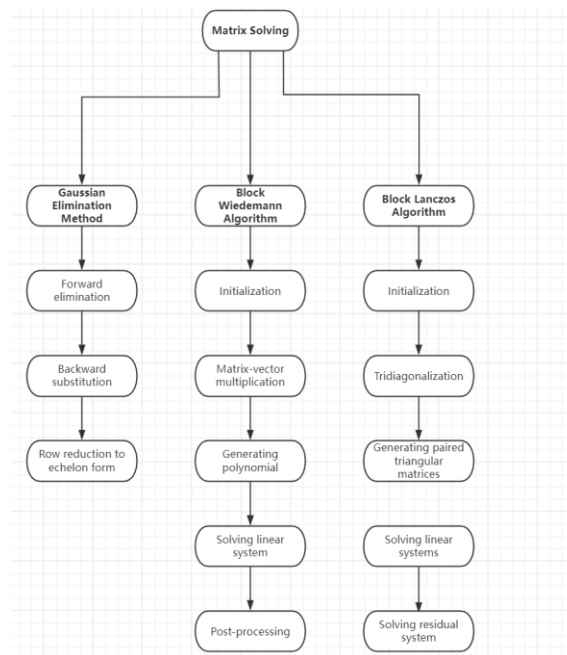 Matrix Solving
Gaussian
Elimination
Method
Block
Wiedemann
Algorithm
Block Lanczos
Algorithm
Forward
elimination
Initialization
Initialization
Backward
substitution
Matrix-vector
multiplication
Tridiagonalization
Row reduction to
echelon form
Generating
polynomial
Generating paired
triangular
matrices
Solving linear
system
Solving linear
systems
Post-processing
Solving residual
system